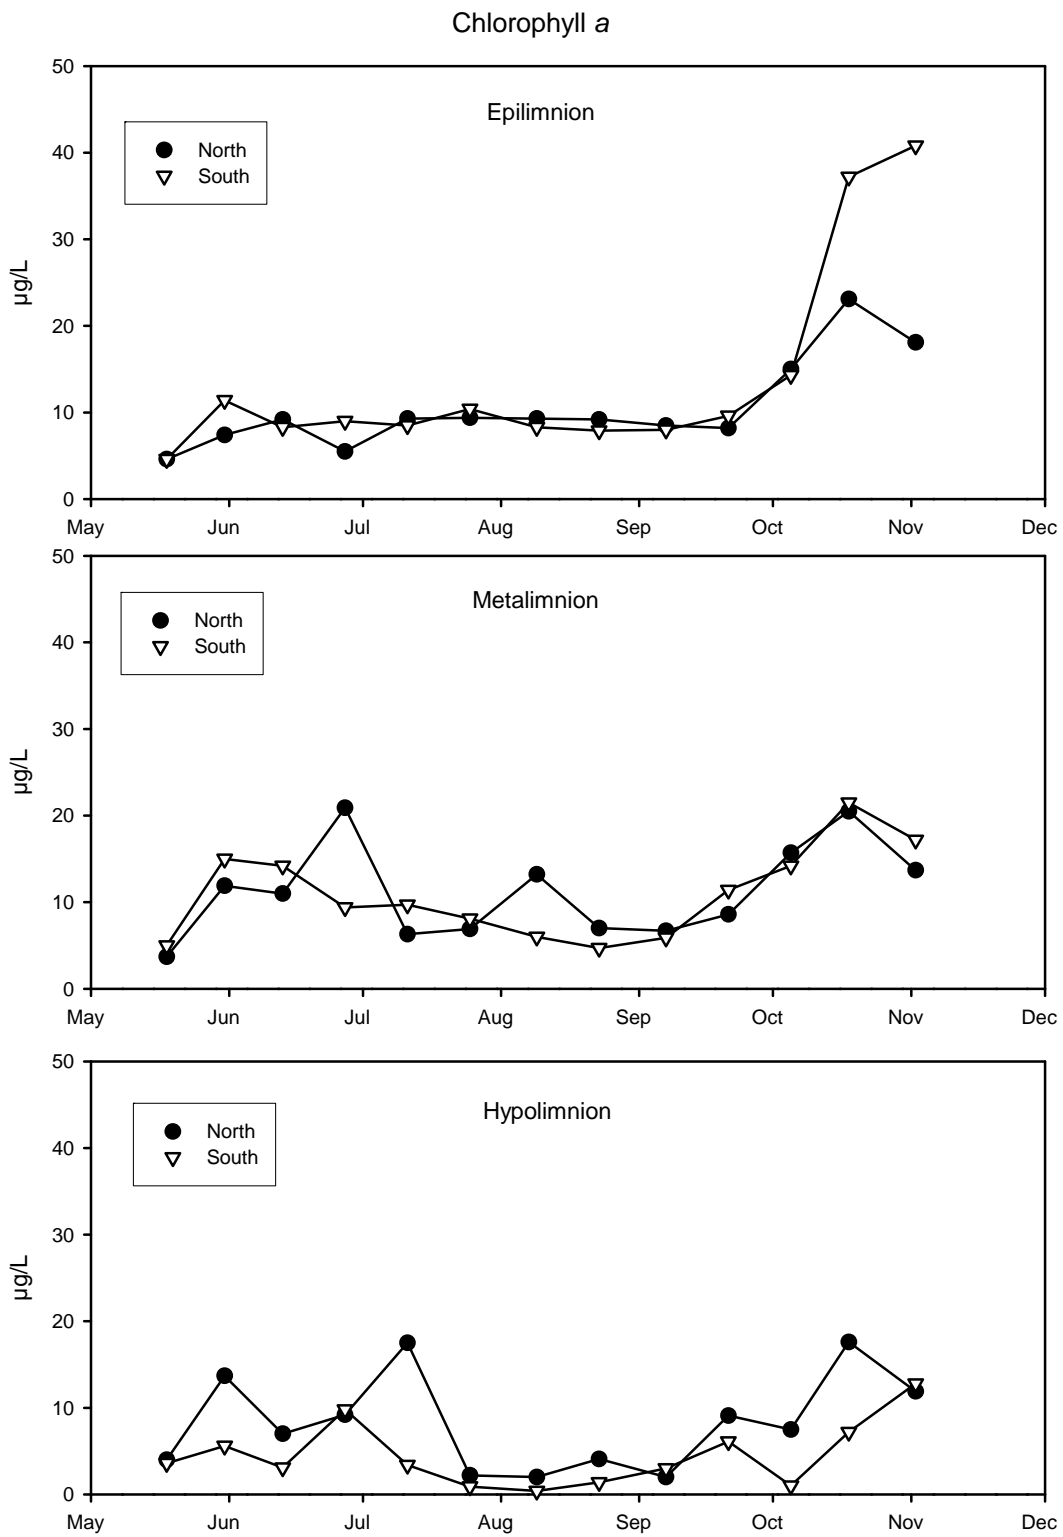 Chlorophyll a
50
Epilimnion
North
South
40
30
µg/L
20
10
0
May Jun Jul Aug Sep Oct Nov Dec
50
Metalimnion
North
South
40
30
µg/L
20
10
0
May Jun Jul Aug Sep Oct Nov Dec
50
Hypolimnion
North
South
40
30
µg/L
20
10
0
May Jun Jul Aug Sep Oct Nov Dec